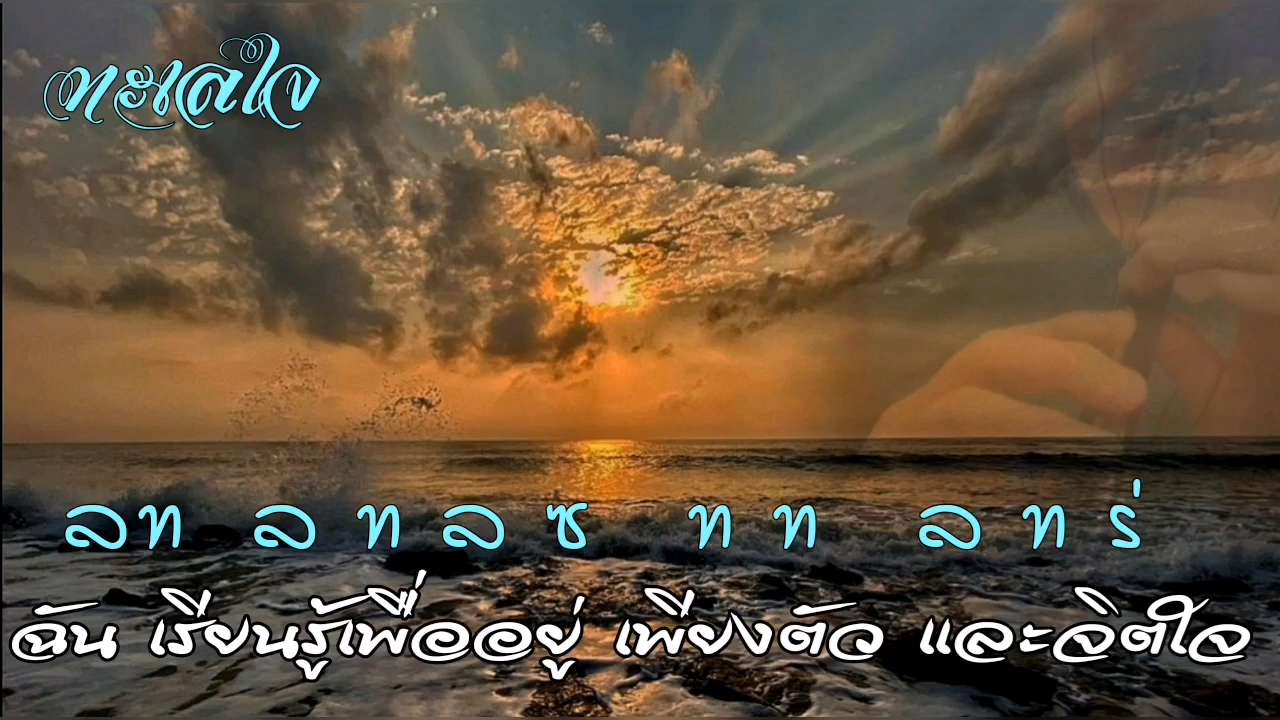 ทะเลใจ
ลท ล ท ล ซ ท ท ล ท ร่
ฉัน เรียนรู้เพื่ออยู่ เพียงตัว และจิตใจ